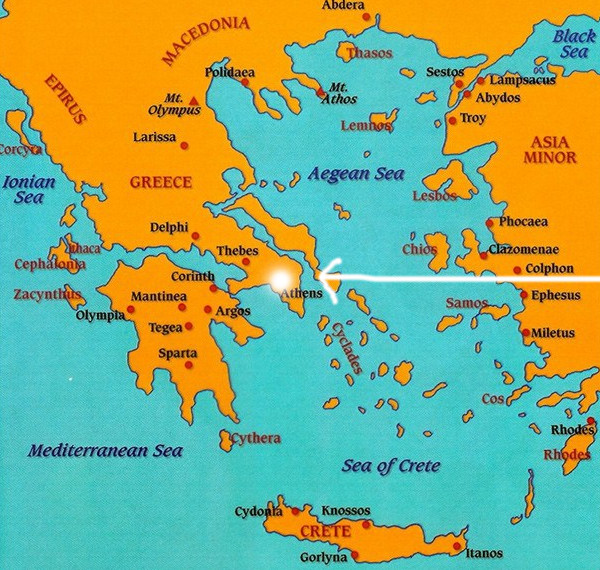 Abdera
MACEDONIA
Black
Sea
Thasos
EPIRUS
Polidaea
Mt.
Athos
Sestos
Lampsacus
Abydos
Mt.
Olympus
Troy
Lemnos
Larissa
Corcyra
ASIA
MINOR
Ionian
Sea
GREECE
Aegean Sea
Lesbos
Phocaea
Delphi
Thebes
Chios
Clazomenae
Ithaca
Cephalonia
Colphon
Corinth
Zacynthus
Mantinea
Athens
Ephesus
Olympia
Argos
Samos
Tegea
Miletus
Cyclades
Sparta
Cos
Rhodes
Cythera
Rhodes
Mediterranean Sea
Sea of Crete
Cydonia
Knossos
CRETE
Gorlyna
Itanos